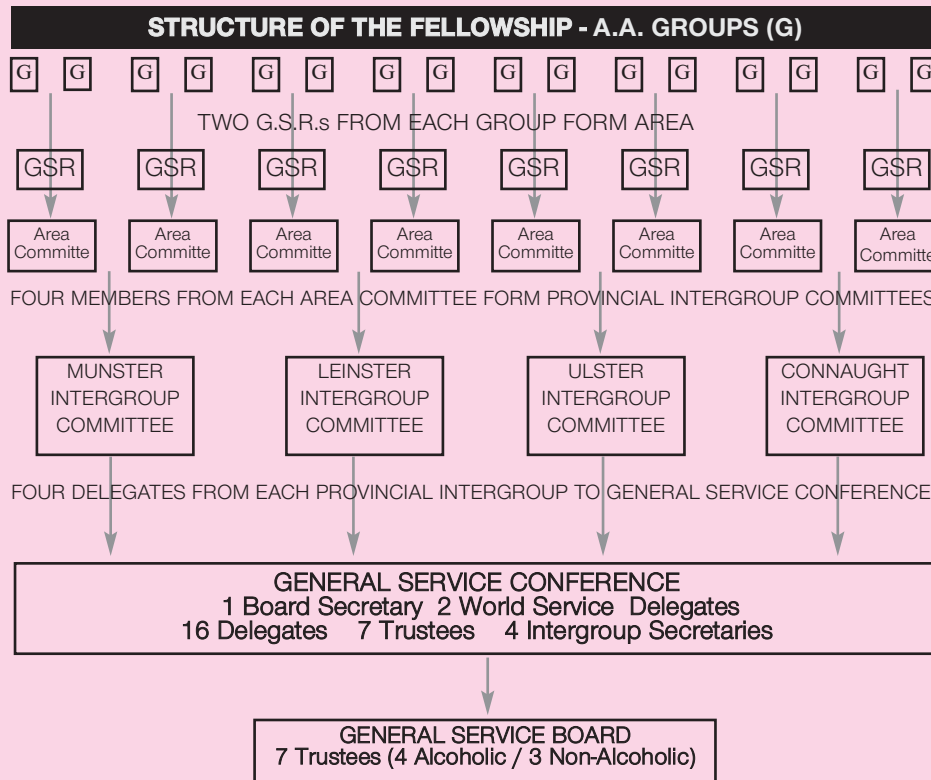 STRUCTURE OF THE FELLOWSHIP - A.A. GROUPS (G)
G G G G G G G G G G G G G G G G
TWO G.S.R.s FROM EACH GROUP FORM AREA
GSR GSR GSR GSR GSR GSR GSR GSR
Area Area Area Area Area Area Area Area
Committe Committe Committe Committe Committe Committe Committe Committe
FOUR MEMBERS FROM EACH AREA COMMITTEE FORM PROVINCIAL INTERGROUP COMMITTEES
MUNSTER LEINSTER ULSTER CONNAUGHT
INTERGROUP INTERGROUP INTERGROUP INTERGROUP
COMMITTEE COMMITTEE COMMITTEE COMMITTEE
FOUR DELEGATES FROM EACH PROVINCIAL INTERGROUP TO GENERAL SERVICE CONFERENCE
GENERAL SERVICE CONFERENCE
1 Board Secretary 2 World Service Delegates
16 Delegates 7 Trustees 4 Intergroup Secretaries
GENERAL SERVICE BOARD
7 Trustees (4 Alcoholic / 3 Non-Alcoholic)